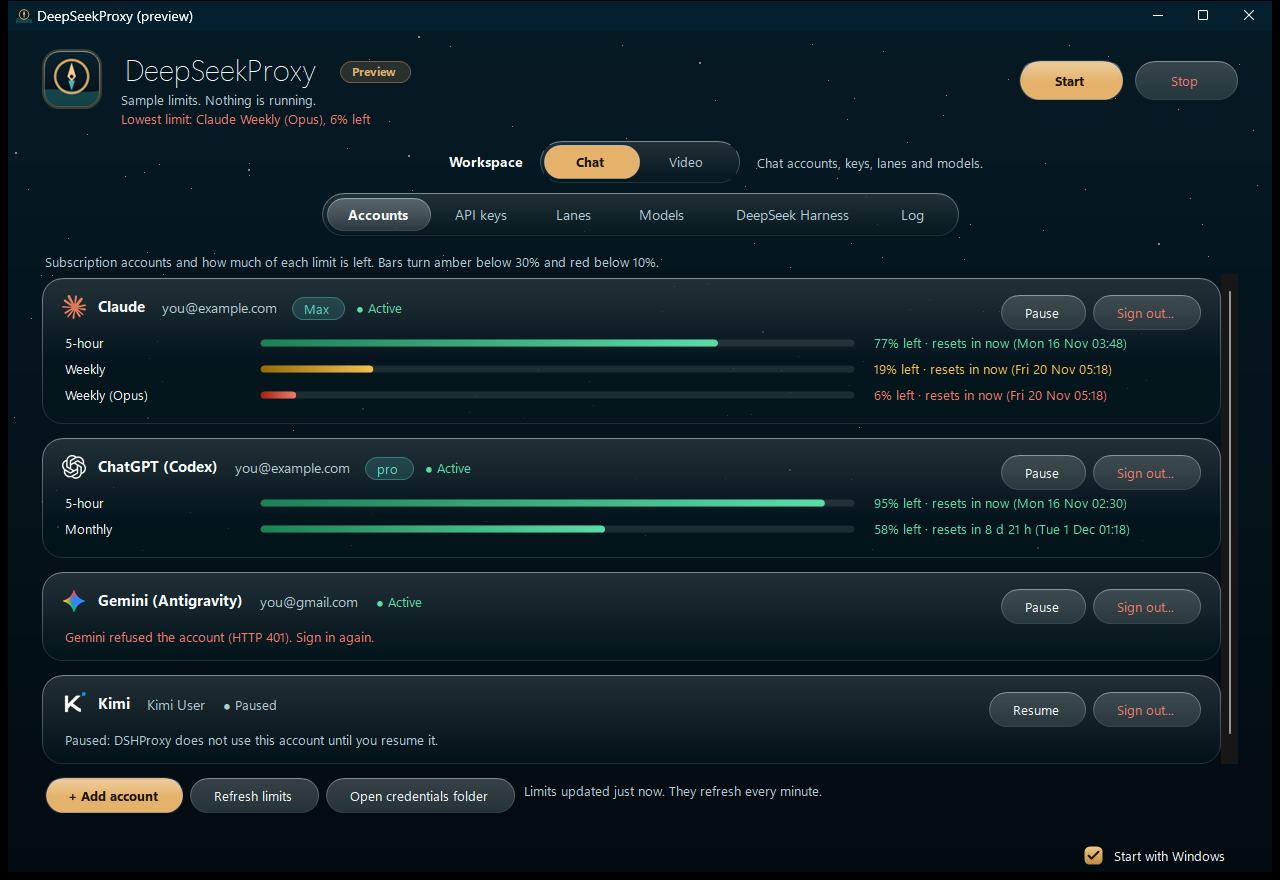 DeepSeekProxy (preview)
DeepSeekProxy Preview
Sample limits. Nothing is running.
Lowest limit: Claude Weekly (Opus), 6% left
Start Stop
Workspace Chat Video Chat accounts, keys, lanes and models.
Accounts API keys Lanes Models DeepSeek Harness Log
Subscription accounts and how much of each limit is left. Bars turn amber below 30% and red below 10%.
Claude you@example.com Max ● Active Pause Sign out...
5-hour 77% left · resets in now (Mon 16 Nov 03:48)
Weekly 19% left · resets in now (Fri 20 Nov 05:18)
Weekly (Opus) 6% left · resets in now (Fri 20 Nov 05:18)
ChatGPT (Codex) you@example.com pro ● Active Pause Sign out...
5-hour 95% left · resets in now (Mon 16 Nov 02:30)
Monthly 58% left · resets in 8 d 21 h (Tue 1 Dec 01:18)
Gemini (Antigravity) you@gmail.com ● Active Pause Sign out...
Gemini refused the account (HTTP 401). Sign in again.
Kimi Kimi User ● Paused Resume Sign out...
Paused: DSHProxy does not use this account until you resume it.
+ Add account Refresh limits Open credentials folder Limits updated just now. They refresh every minute.
Start with Windows